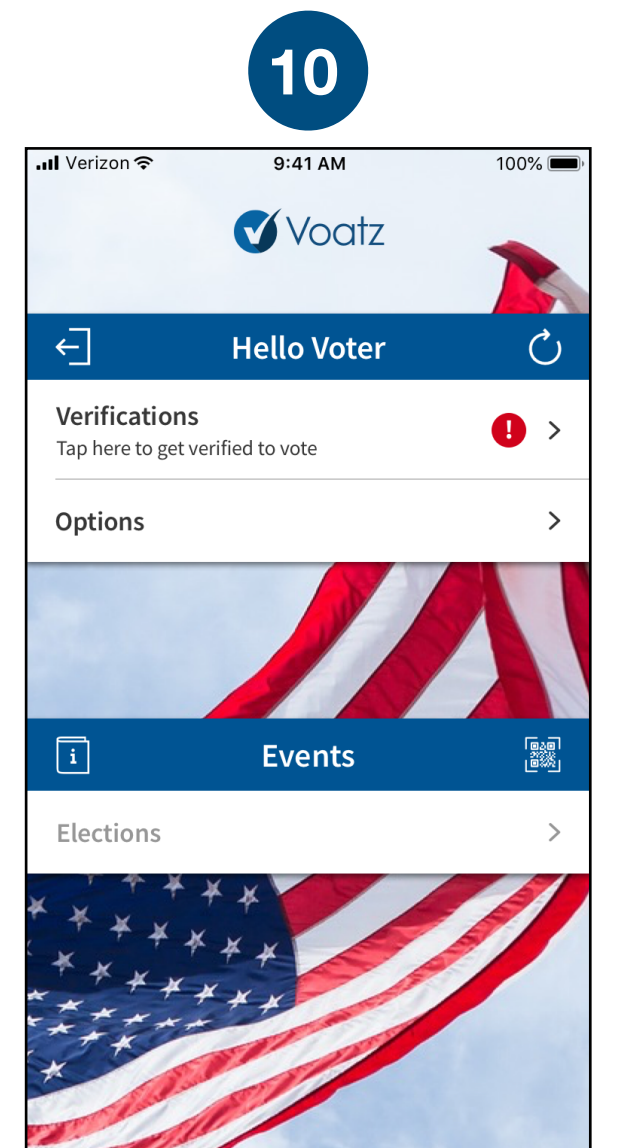 10
Verizon 9:41 AM 100%
Voatz
Hello Voter
Verifications
!
Tap here to get verified to vote
Options
i
Events
Elections